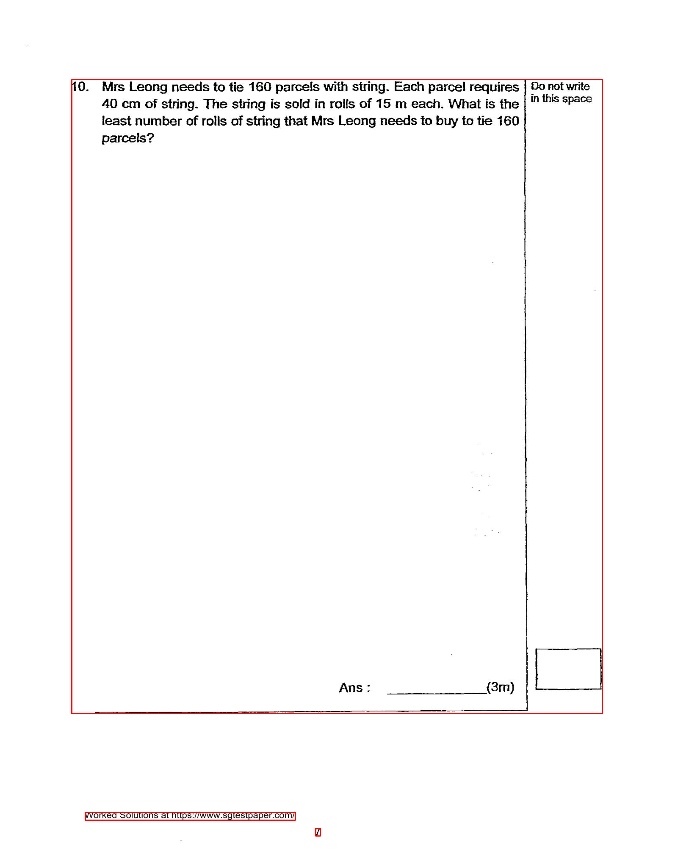 10. Mrs Leong needs to tie 160 parcels with string. Each parcel requires
40 cm of string. The string is sold in rolls of 15 m each. What is the
least number of rolls of string that Mrs Leong needs to buy to tie 160
parcels?
Do not write
in this space
Ans : ______________(3m)
Worked Solutions at https://www.sgtestpaper.com/